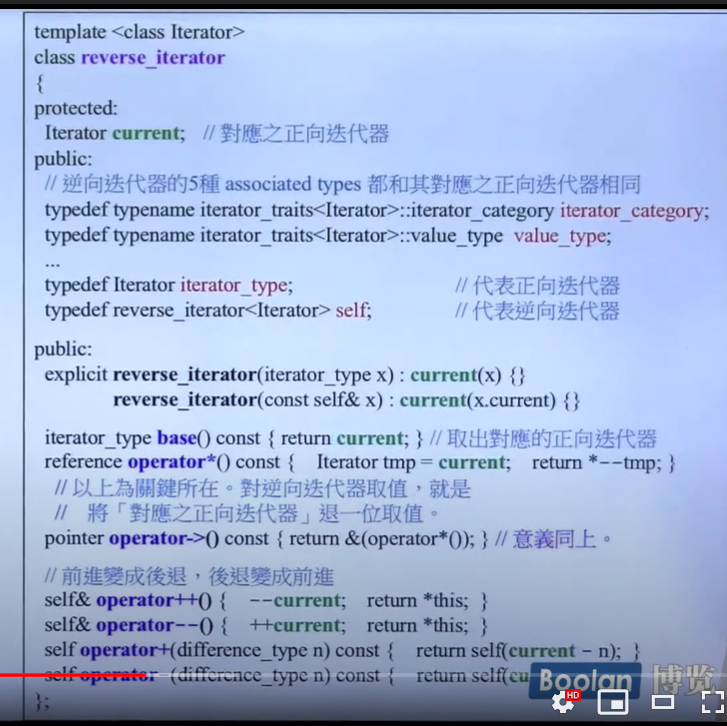 template <class Iterator>
class reverse_iterator
{
protected:
Iterator current; // 對應之正向迭代器
public:
// 逆向迭代器的5種 associated types 都和其對應之正向迭代器相同
typedef typename iterator_traits<Iterator>::iterator_category iterator_category;
typedef typename iterator_traits<Iterator>::value_type value_type;
...
typedef Iterator iterator_type; // 代表正向迭代器
typedef reverse_iterator<Iterator> self; // 代表逆向迭代器
public:
explicit reverse_iterator(iterator_type x) : current(x) {}
reverse_iterator(const self& x) : current(x.current) {}
iterator_type base() const { return current; } // 取出對應的正向迭代器
reference operator*() const { Iterator tmp = current; return *--tmp; }
// 以上為關鍵所在。對逆向迭代器取值，就是
// 將「對應之正向迭代器」退一位取值。
pointer operator->() const { return &(operator*()); } // 意義同上。
// 前進變成後退，後退變成前進
self& operator++() { --current; return *this; }
self& operator--() { ++current; return *this; }
self operator+(difference_type n) const { return self(current - n); }
self operator-(difference_type n) const { return self(cu
};
Boolan 博览
HD